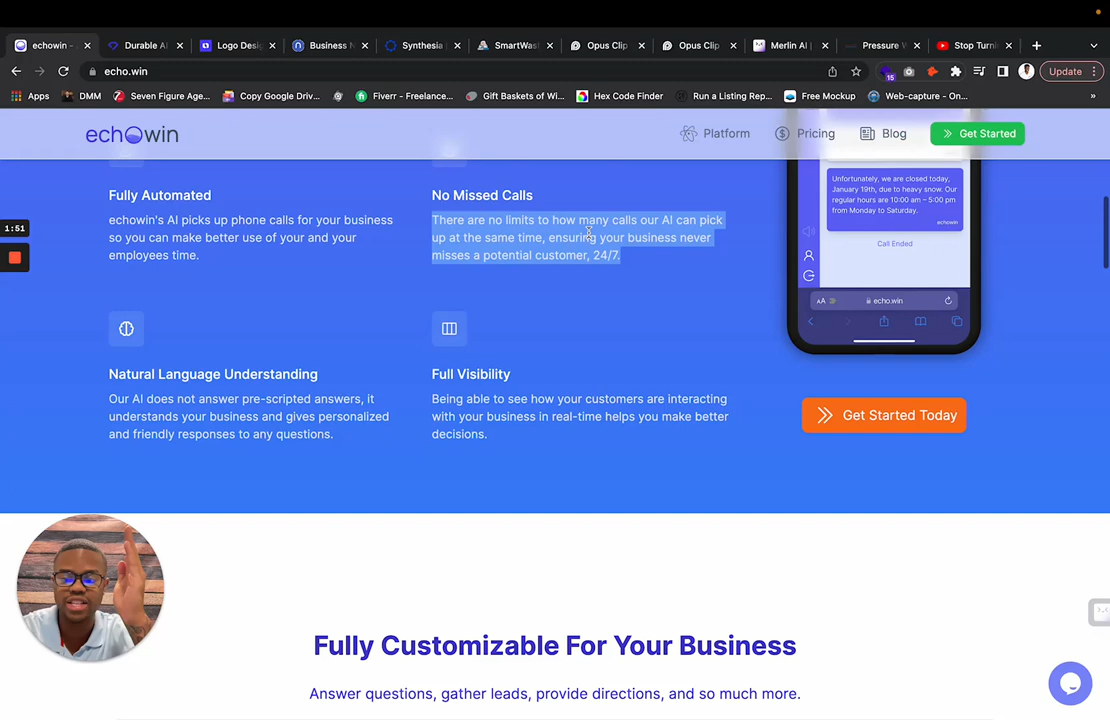 echowin -
Durable AI
Logo Desig
Business N
Synthesia
SmartWast
Opus Clip
Opus Clip
Merlin AI |
Pressure W
Stop Turnin
echo.win
15
Update
Apps
DMM
Seven Figure Age...
Copy Google Driv...
Fiverr - Freelance...
Gift Baskets of Wi...
Hex Code Finder
Run a Listing Rep...
Free Mockup
Web-capture - On...
»
echowin
Platform
Pricing
Blog
Get Started
Unfortunately, we are closed today,
January 19th, due to heavy snow. Our
regular hours are 10:00 am – 5:00 pm
from Monday to Saturday.
echowin
Call Ended
AA
echo.win
Get Started Today
1:51
Fully Automated
echowin's AI picks up phone calls for your business
so you can make better use of your and your
employees time.
No Missed Calls
There are no limits to how many calls our AI can pick
up at the same time, ensuring your business never
misses a potential customer, 24/7.
Natural Language Understanding
Our AI does not answer pre-scripted answers, it
understands your business and gives personalized
and friendly responses to any questions.
Full Visibility
Being able to see how your customers are interacting
with your business in real-time helps you make better
decisions.
Fully Customizable For Your Business
Answer questions, gather leads, provide directions, and so much more.